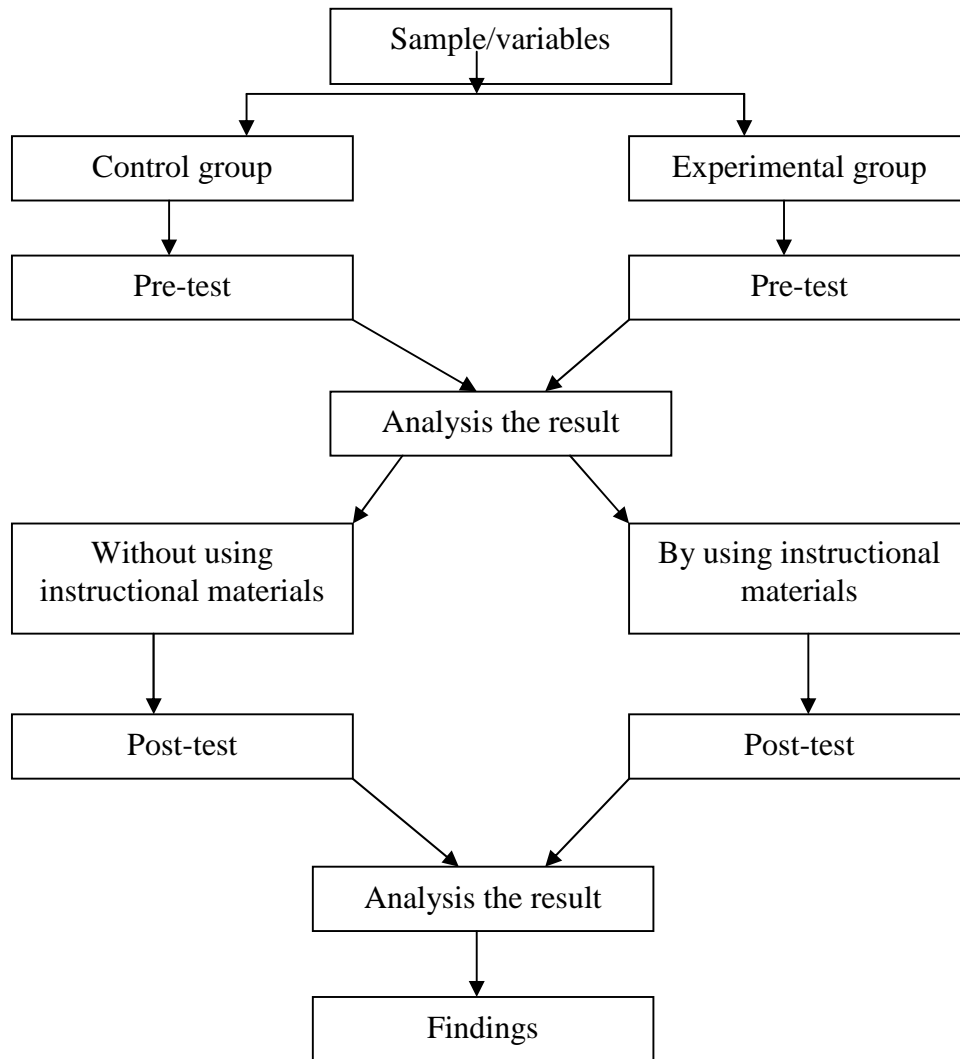 Sample/variables
Control group
Experimental group
Pre-test
Pre-test
Analysis the result
Without using
instructional materials
By using instructional
materials
Post-test
Post-test
Analysis the result
Findings